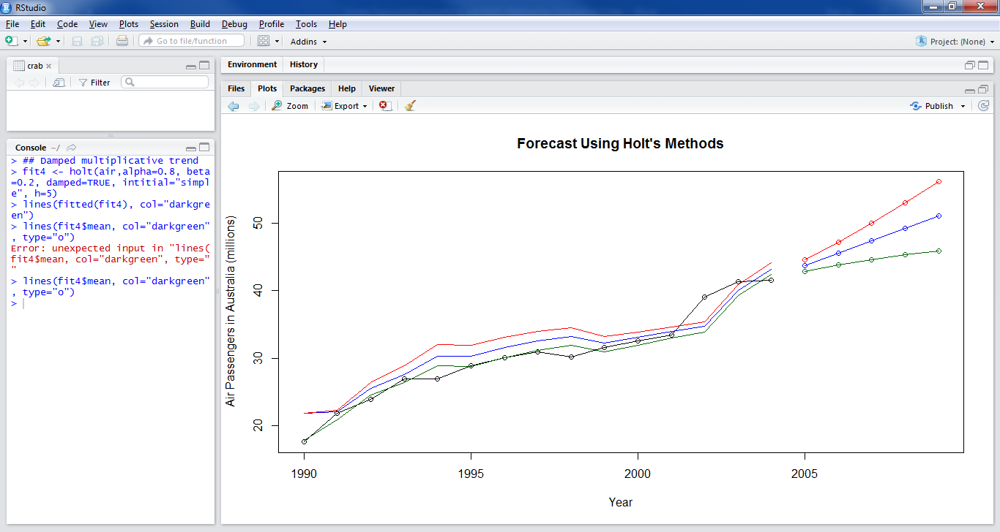 RStudio
File Edit Code View Plots Session Build Debug Profile Tools Help
Go to file/function Addins Project: (None)
crab
Filter
Console ~/
> ## Damped multiplicative trend
> fit4 <- holt(air,alpha=0.8, beta
=0.2, damped=TRUE, intitial="simpl
e", h=5)
> lines(fitted(fit4), col="darkgre
en")
> lines(fit4$mean, col="darkgreen"
, type="o")
Error: unexpected input in "lines(
fit4$mean, col="darkgreen", type="
"
> lines(fit4$mean, col="darkgreen"
, type="o")
>
Environment History
Files Plots Packages Help Viewer
Zoom Export Publish
Forecast Using Holt's Methods
Air Passengers in Australia (millions)
50
40
30
20
1990 1995 2000 2005
Year